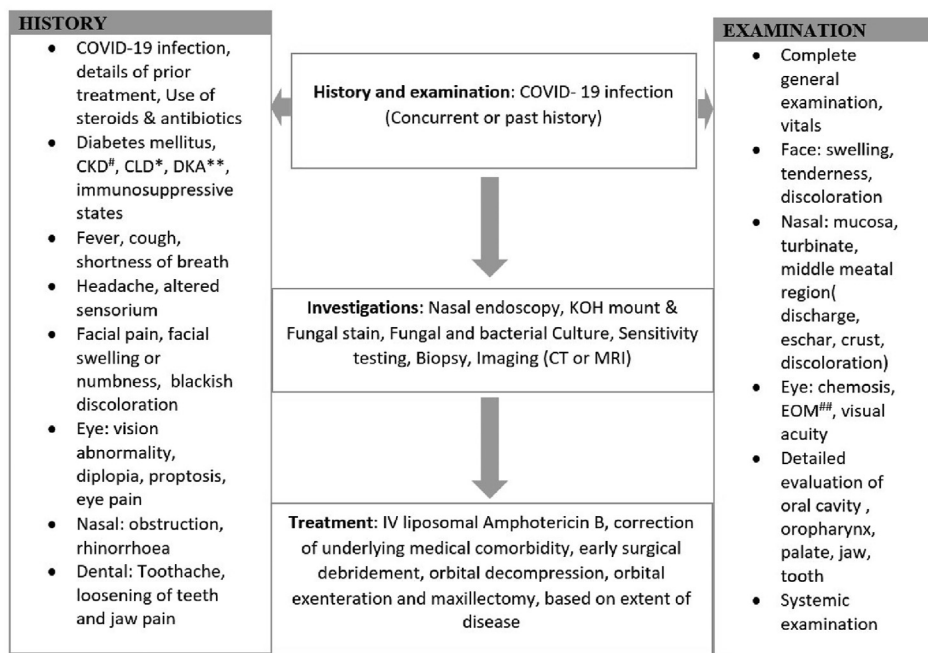 HISTORY
• COVID-19 infection,
details of prior
treatment, Use of
steroids & antibiotics
• Diabetes mellitus,
CKD#, CLD*, DKA**,
immunosuppressive
states
• Fever, cough,
shortness of breath
• Headache, altered
sensorium
• Facial pain, facial
swelling or
numbness, blackish
discoloration
• Eye: vision
abnormality,
diplopia, proptosis,
eye pain
• Nasal: obstruction,
rhinorrhoea
• Dental: Toothache,
loosening of teeth
and jaw pain
History and examination: COVID- 19 infection
(Concurrent or past history)
Investigations: Nasal endoscopy, KOH mount &
Fungal stain, Fungal and bacterial Culture, Sensitivity
testing, Biopsy, Imaging (CT or MRI)
Treatment: IV liposomal Amphotericin B, correction
of underlying medical comorbidity, early surgical
debridement, orbital decompression, orbital
exenteration and maxillectomy, based on extent of
disease
EXAMINATION
• Complete
general
examination,
vitals
• Face: swelling,
tenderness,
discoloration
• Nasal: mucosa,
turbinate,
middle meatal
region(
discharge,
eschar, crust,
discoloration)
• Eye: chemosis,
EOM##, visual
acuity
• Detailed
evaluation of
oral cavity ,
oropharynx,
palate, jaw,
tooth
• Systemic
examination